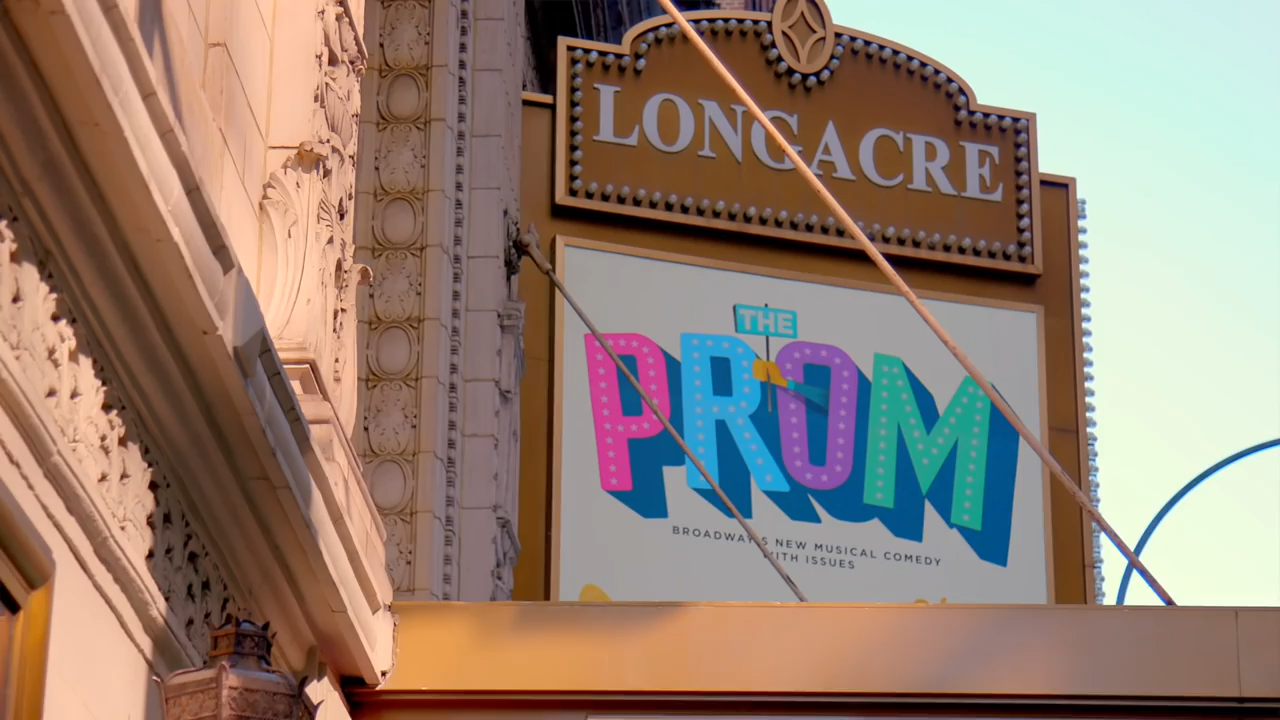 LONGACRE
THE
PROM
BROADWAY'S NEW MUSICAL COMEDY
WITH ISSUES